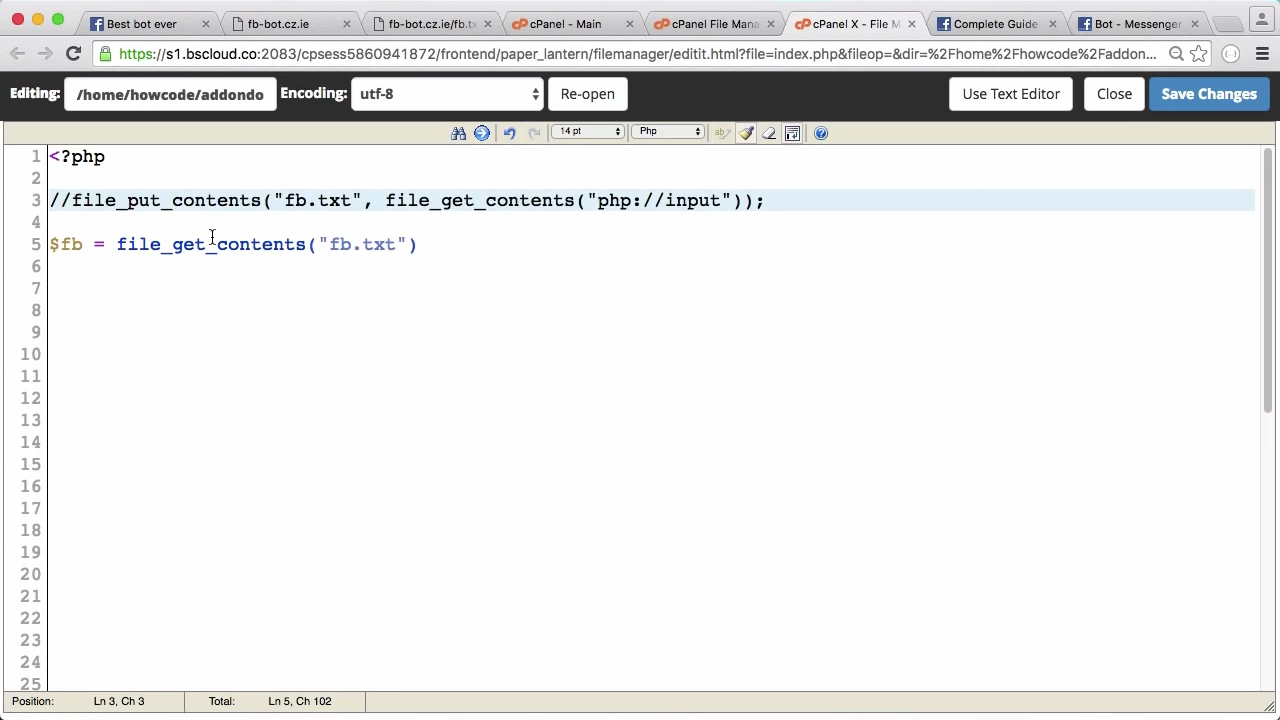 Best bot ever
fb-bot.cz.ie
fb-bot.cz.ie/fb.tx
cPanel - Main
cPanel File Mana
cPanel X - File M
Complete Guide
Bot - Messenger
https://s1.bscloud.co:2083/cpsess5860941872/frontend/paper_lantern/filemanager/editit.html?file=index.php&fileop=&dir=%2Fhome%2Fhowcode%2Faddon...
Editing: /home/howcode/addondo Encoding: utf-8 Re-open Use Text Editor Close Save Changes
14 pt Php
1 <?php
2
3 //file_put_contents("fb.txt", file_get_contents("php://input"));
4
5 $fb = file_get_contents("fb.txt")
6
7
8
9
10
11
12
13
14
15
16
17
18
19
20
21
22
23
24
25
Position: Ln 3, Ch 3 Total: Ln 5, Ch 102